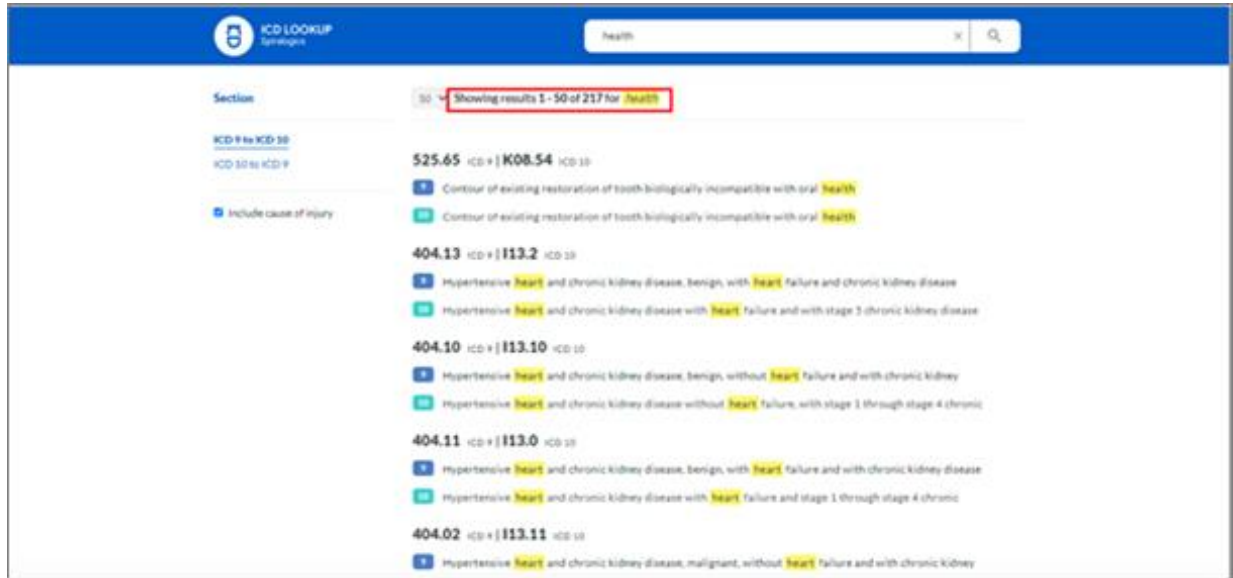 ICD LOOKUP
Spiralogics
health
Section
50 Showing results 1 - 50 of 217 for health
ICD 9 to ICD 10
ICD 10 to ICD 9
Include cause of injury
525.65 ICD 9 | K08.54 ICD 10
9 Contour of existing restoration of tooth biologically incompatible with oral health
10 Contour of existing restoration of tooth biologically incompatible with oral health
404.13 ICD 9 | I13.2 ICD 10
9 Hypertensive heart and chronic kidney disease, benign, with heart failure and chronic kidney disease
10 Hypertensive heart and chronic kidney disease with heart failure and with stage 5 chronic kidney disease
404.10 ICD 9 | I13.10 ICD 10
9 Hypertensive heart and chronic kidney disease, benign, without heart failure and with chronic kidney
10 Hypertensive heart and chronic kidney disease without heart failure, with stage 1 through stage 4 chronic
404.11 ICD 9 | I13.0 ICD 10
9 Hypertensive heart and chronic kidney disease, benign, with heart failure and with chronic kidney disease
10 Hypertensive heart and chronic kidney disease with heart failure and stage 1 through stage 4 chronic
404.02 ICD 9 | I13.11 ICD 10
9 Hypertensive heart and chronic kidney disease, malignant, without heart failure and with chronic kidney